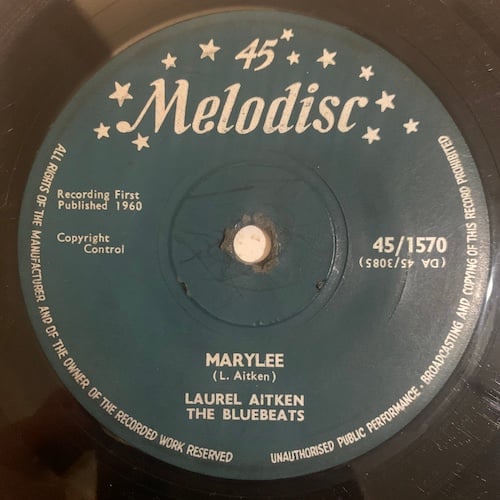 45
Melodisc
Recording First
Published 1960
Copyright
Control
45/1570
(DA 45/3085)
MARYLEE
(L. Aitken)
LAUREL AITKEN
THE BLUEBEATS
ALL RIGHTS OF THE MANUFACTURER AND OF THE OWNER OF THE RECORDED WORK RESERVED
UNAUTHORISED PUBLIC PERFORMANCE · BROADCASTING AND COPYING OF THIS RECORD PROHIBITED